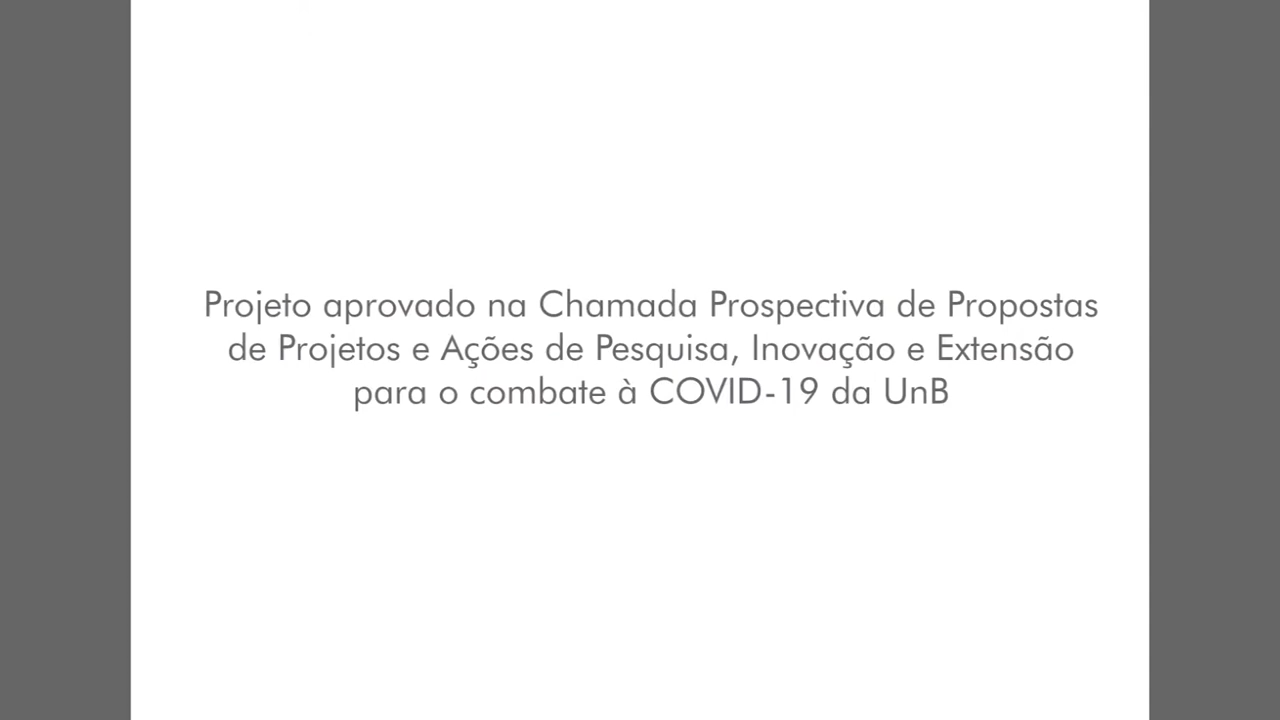 Projeto aprovado na Chamada Prospectiva de Propostas
de Projetos e Ações de Pesquisa, Inovação e Extensão
para o combate à COVID-19 da UnB